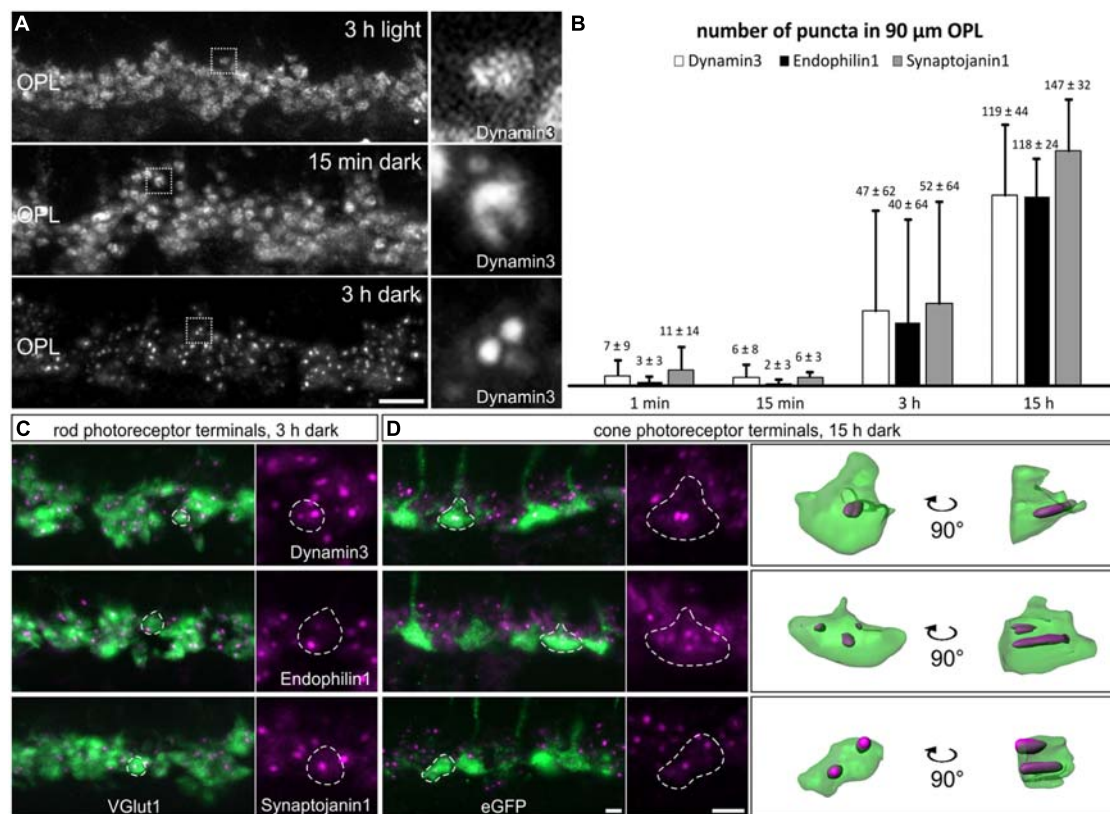 A
3 h light
OPL
Dynamin3
15 min dark
OPL
Dynamin3
3 h dark
OPL
Dynamin3
B
number of puncta in 90 µm OPL
Dynamin3 Endophilin1 Synaptojanin1
7 ± 9
3 ± 3
11 ± 14
6 ± 8
2 ± 3
6 ± 3
47 ± 62
40 ± 64
52 ± 64
119 ± 44
118 ± 24
147 ± 32
1 min 15 min 3 h 15 h
C rod photoreceptor terminals, 3 h dark
Dynamin3
Endophilin1
VGlut1
Synaptojanin1
D cone photoreceptor terminals, 15 h dark
eGFP
90°
90°
90°